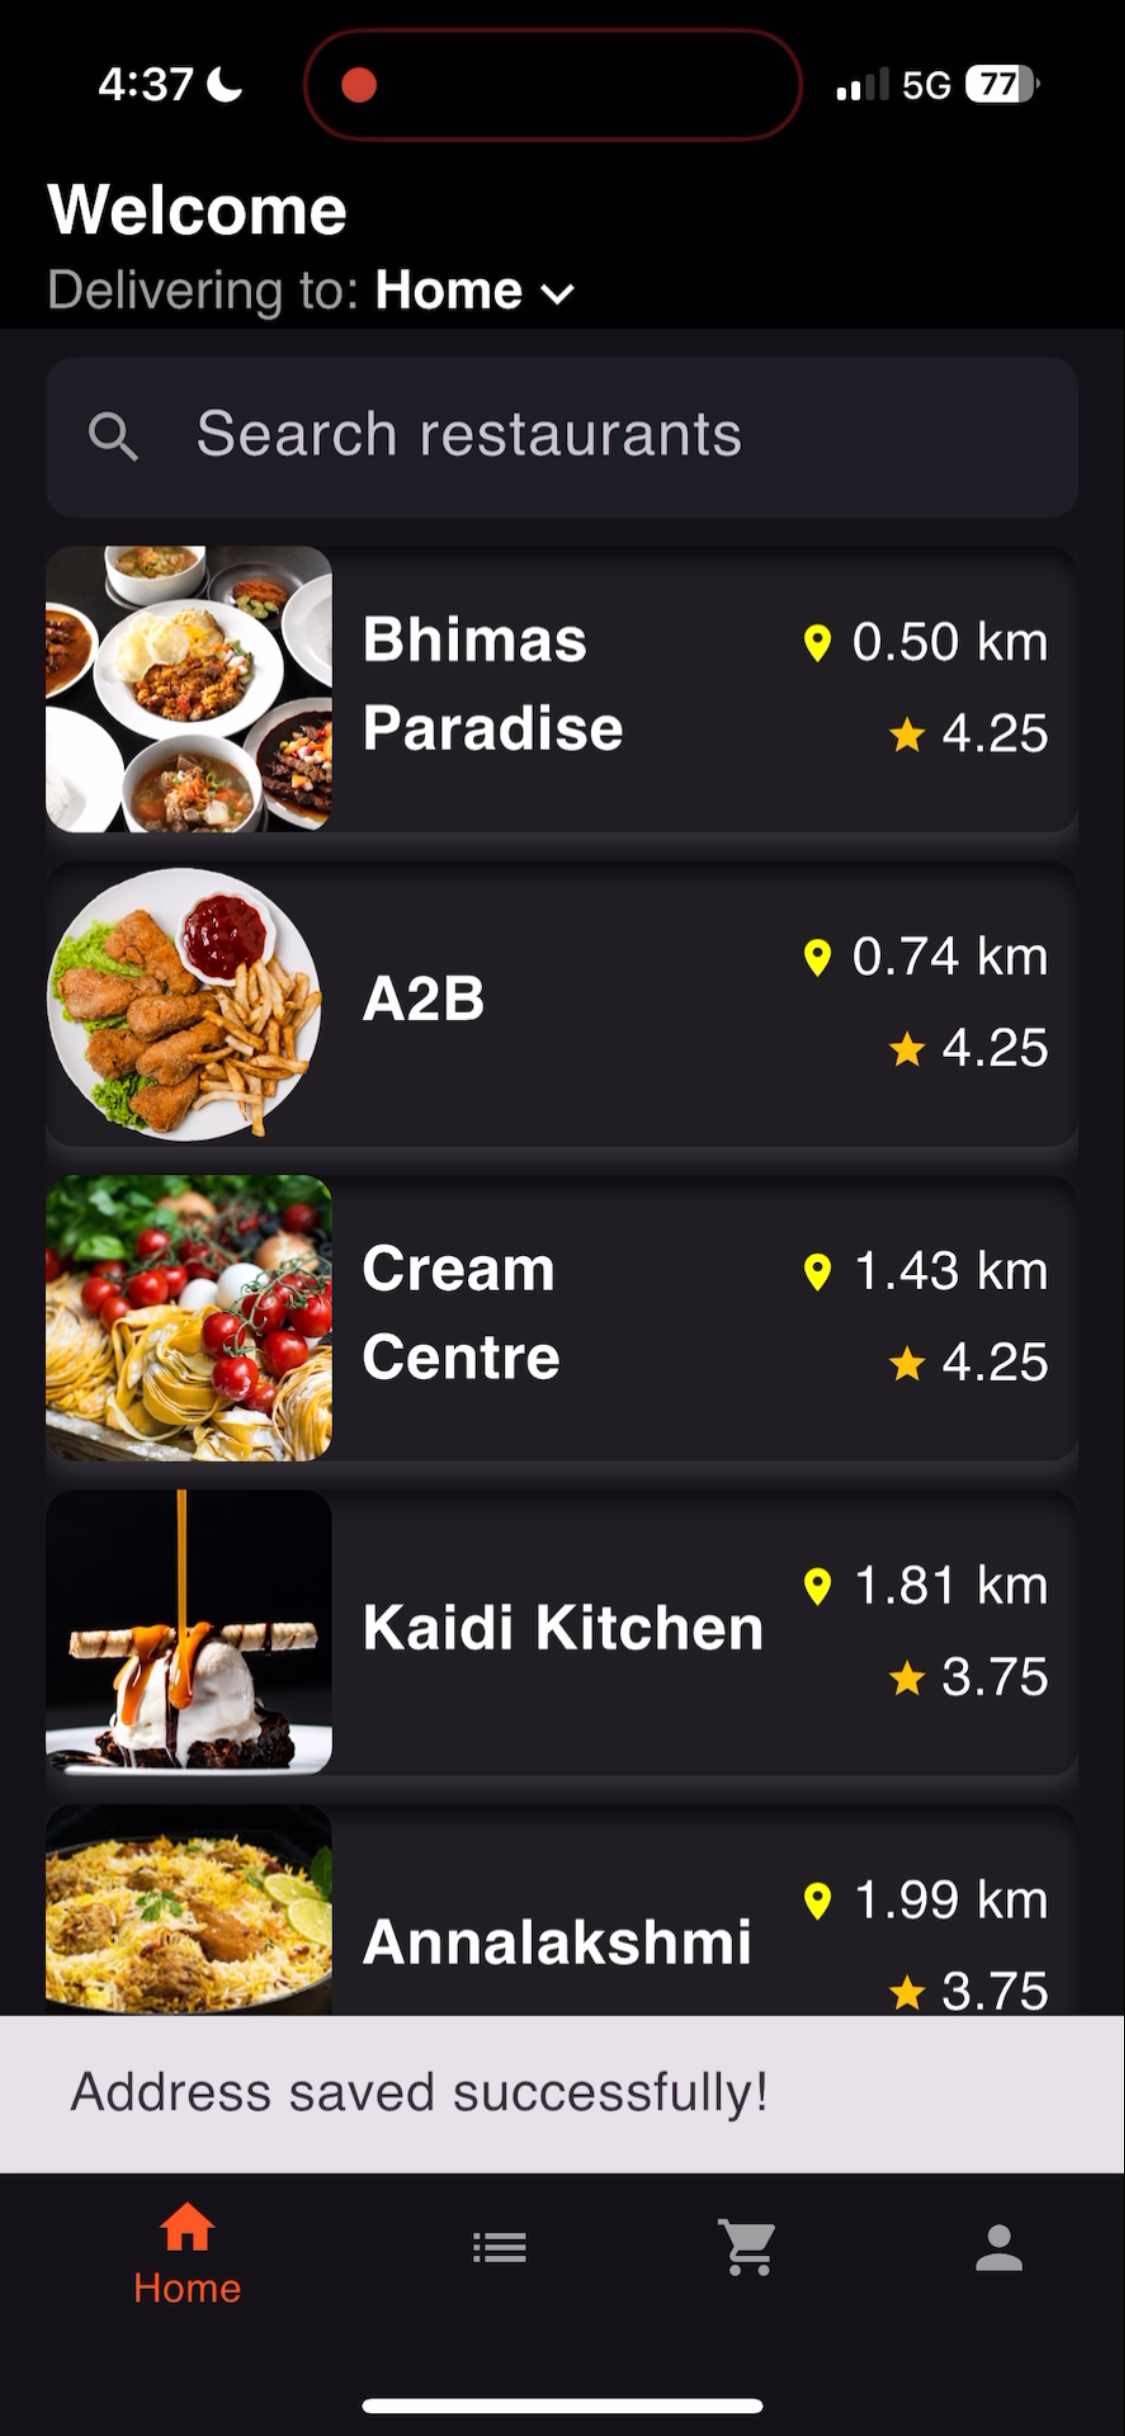 4:37
5G
77
Welcome
Delivering to: Home
Search restaurants
Bhimas
Paradise
0.50 km
4.25
A2B
0.74 km
4.25
Cream
Centre
1.43 km
4.25
Kaidi Kitchen
1.81 km
3.75
Annalakshmi
1.99 km
3.75
Address saved successfully!
Home